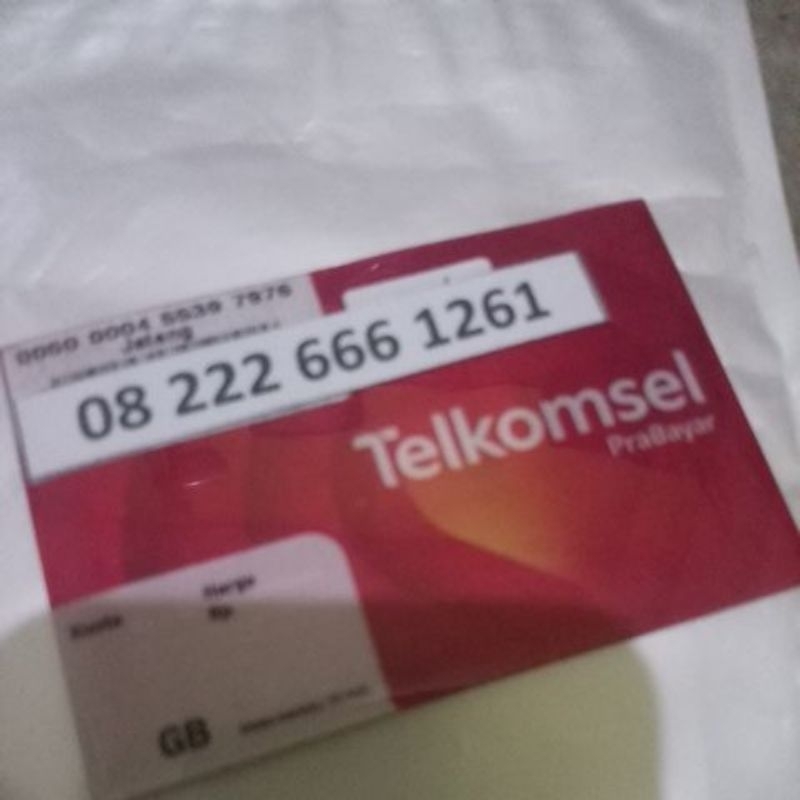 0000 0004 5539 7976
Jateng
08 222 666 1261
Telkomsel
PraBayar
Kuota
Harga
Rp
GB